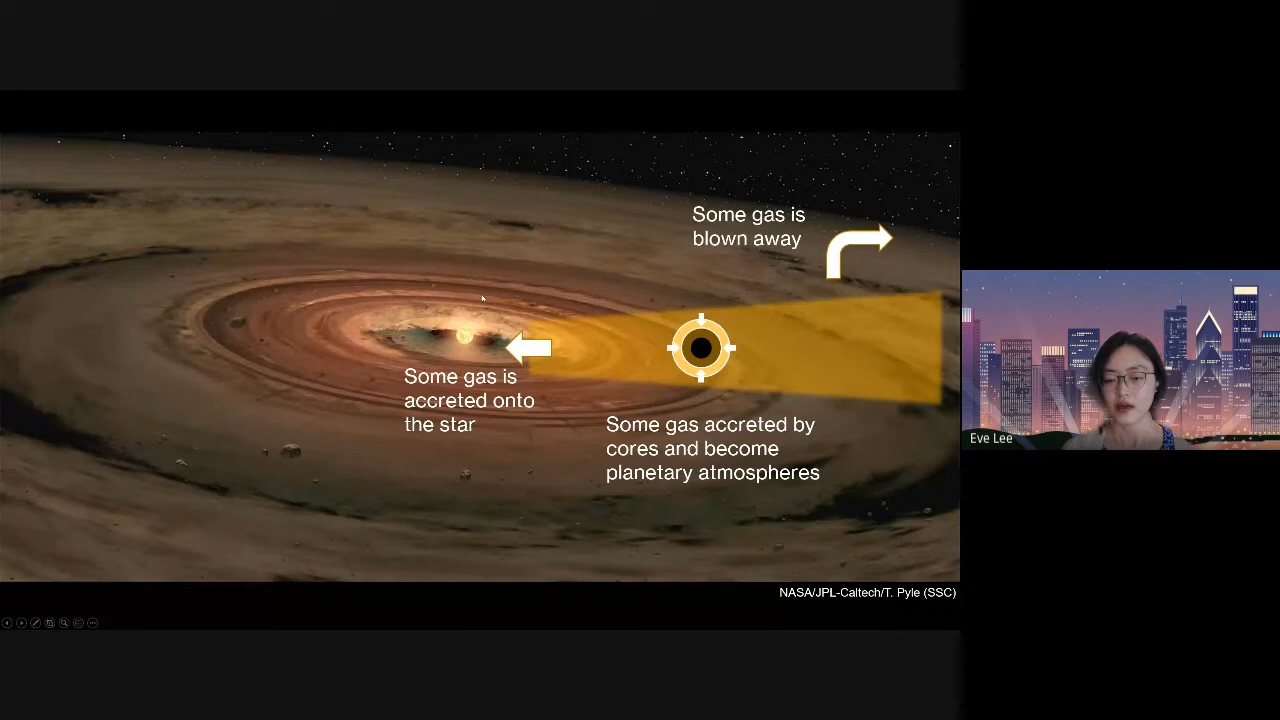 Some gas is
blown away
Some gas is
accreted onto
the star
Some gas accreted by
cores and become
planetary atmospheres
Eve Lee
NASA/JPL-Caltech/T. Pyle (SSC)